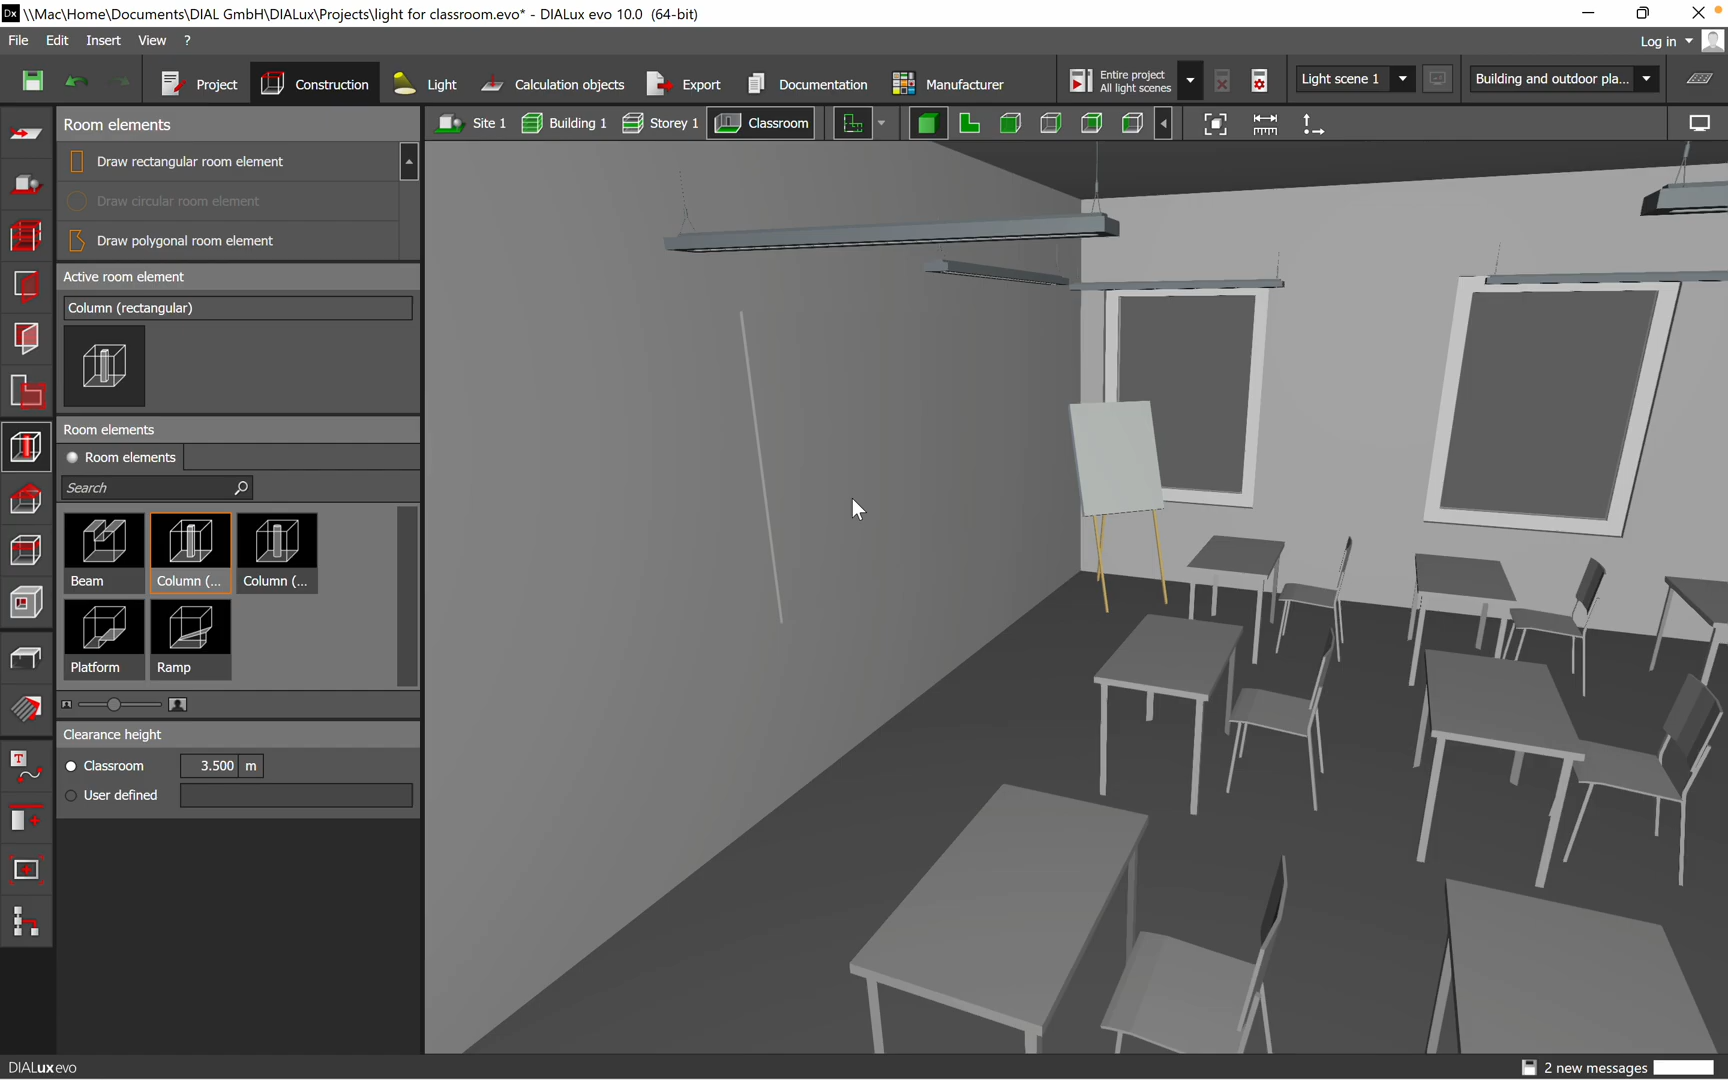 \\Mac\Home\Documents\DIAL GmbH\DIALux\Projects\light for classroom.evo* - DIALux evo 10.0 (64-bit)
File Edit Insert View ?
Log in
Project Construction Light Calculation objects Export Documentation Manufacturer
Entire project
All light scenes
Light scene 1
Building and outdoor pla...
Room elements
Site 1 Building 1 Storey 1 Classroom
Draw rectangular room element
Draw circular room element
Draw polygonal room element
Active room element
Column (rectangular)
Room elements
Room elements
Search
Beam Column (... Column (...
Platform Ramp
Clearance height
Classroom 3.500 m
User defined
DIALux evo
2 new messages